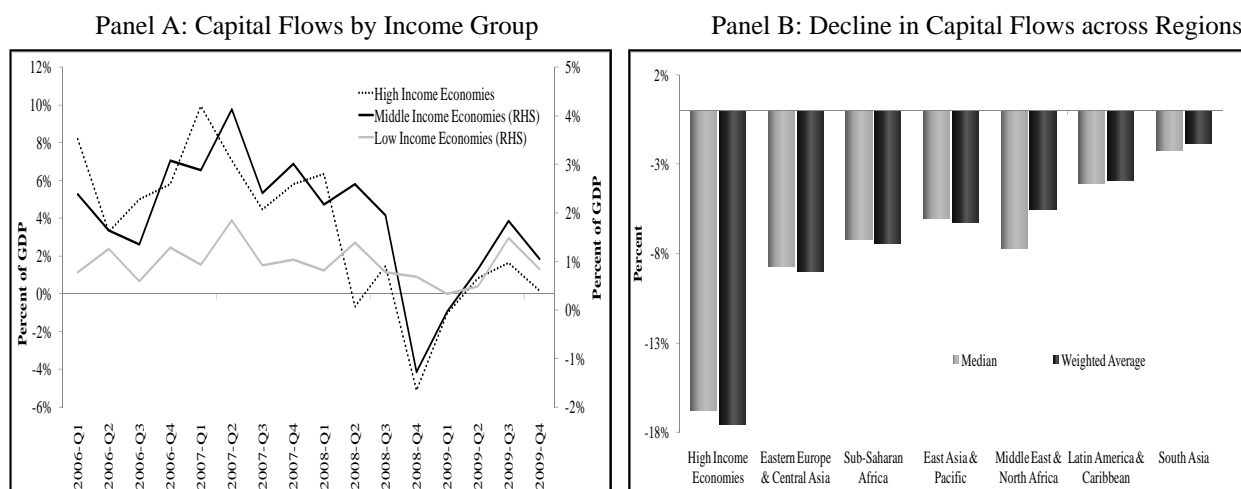 Panel A: Capital Flows by Income Group
12%
10%
8%
6%
4%
2%
0%
-2%
-4%
-6%
Percent of GDP
High Income Economies
Middle Income Economies (RHS)
Low Income Economies (RHS)
5%
4%
3%
2%
1%
0%
-1%
-2%
Percent of GDP
2006-Q1
2006-Q2
2006-Q3
2006-Q4
2007-Q1
2007-Q2
2007-Q3
2007-Q4
2008-Q1
2008-Q2
2008-Q3
2008-Q4
2009-Q1
2009-Q2
2009-Q3
2009-Q4
Panel B: Decline in Capital Flows across Regions
2%
-3%
-8%
-13%
-18%
Percent
Median
Weighted Average
High Income
Economies
Eastern Europe
& Central Asia
Sub-Saharan
Africa
East Asia &
Pacific
Middle East &
North Africa
Latin America &
Caribbean
South Asia